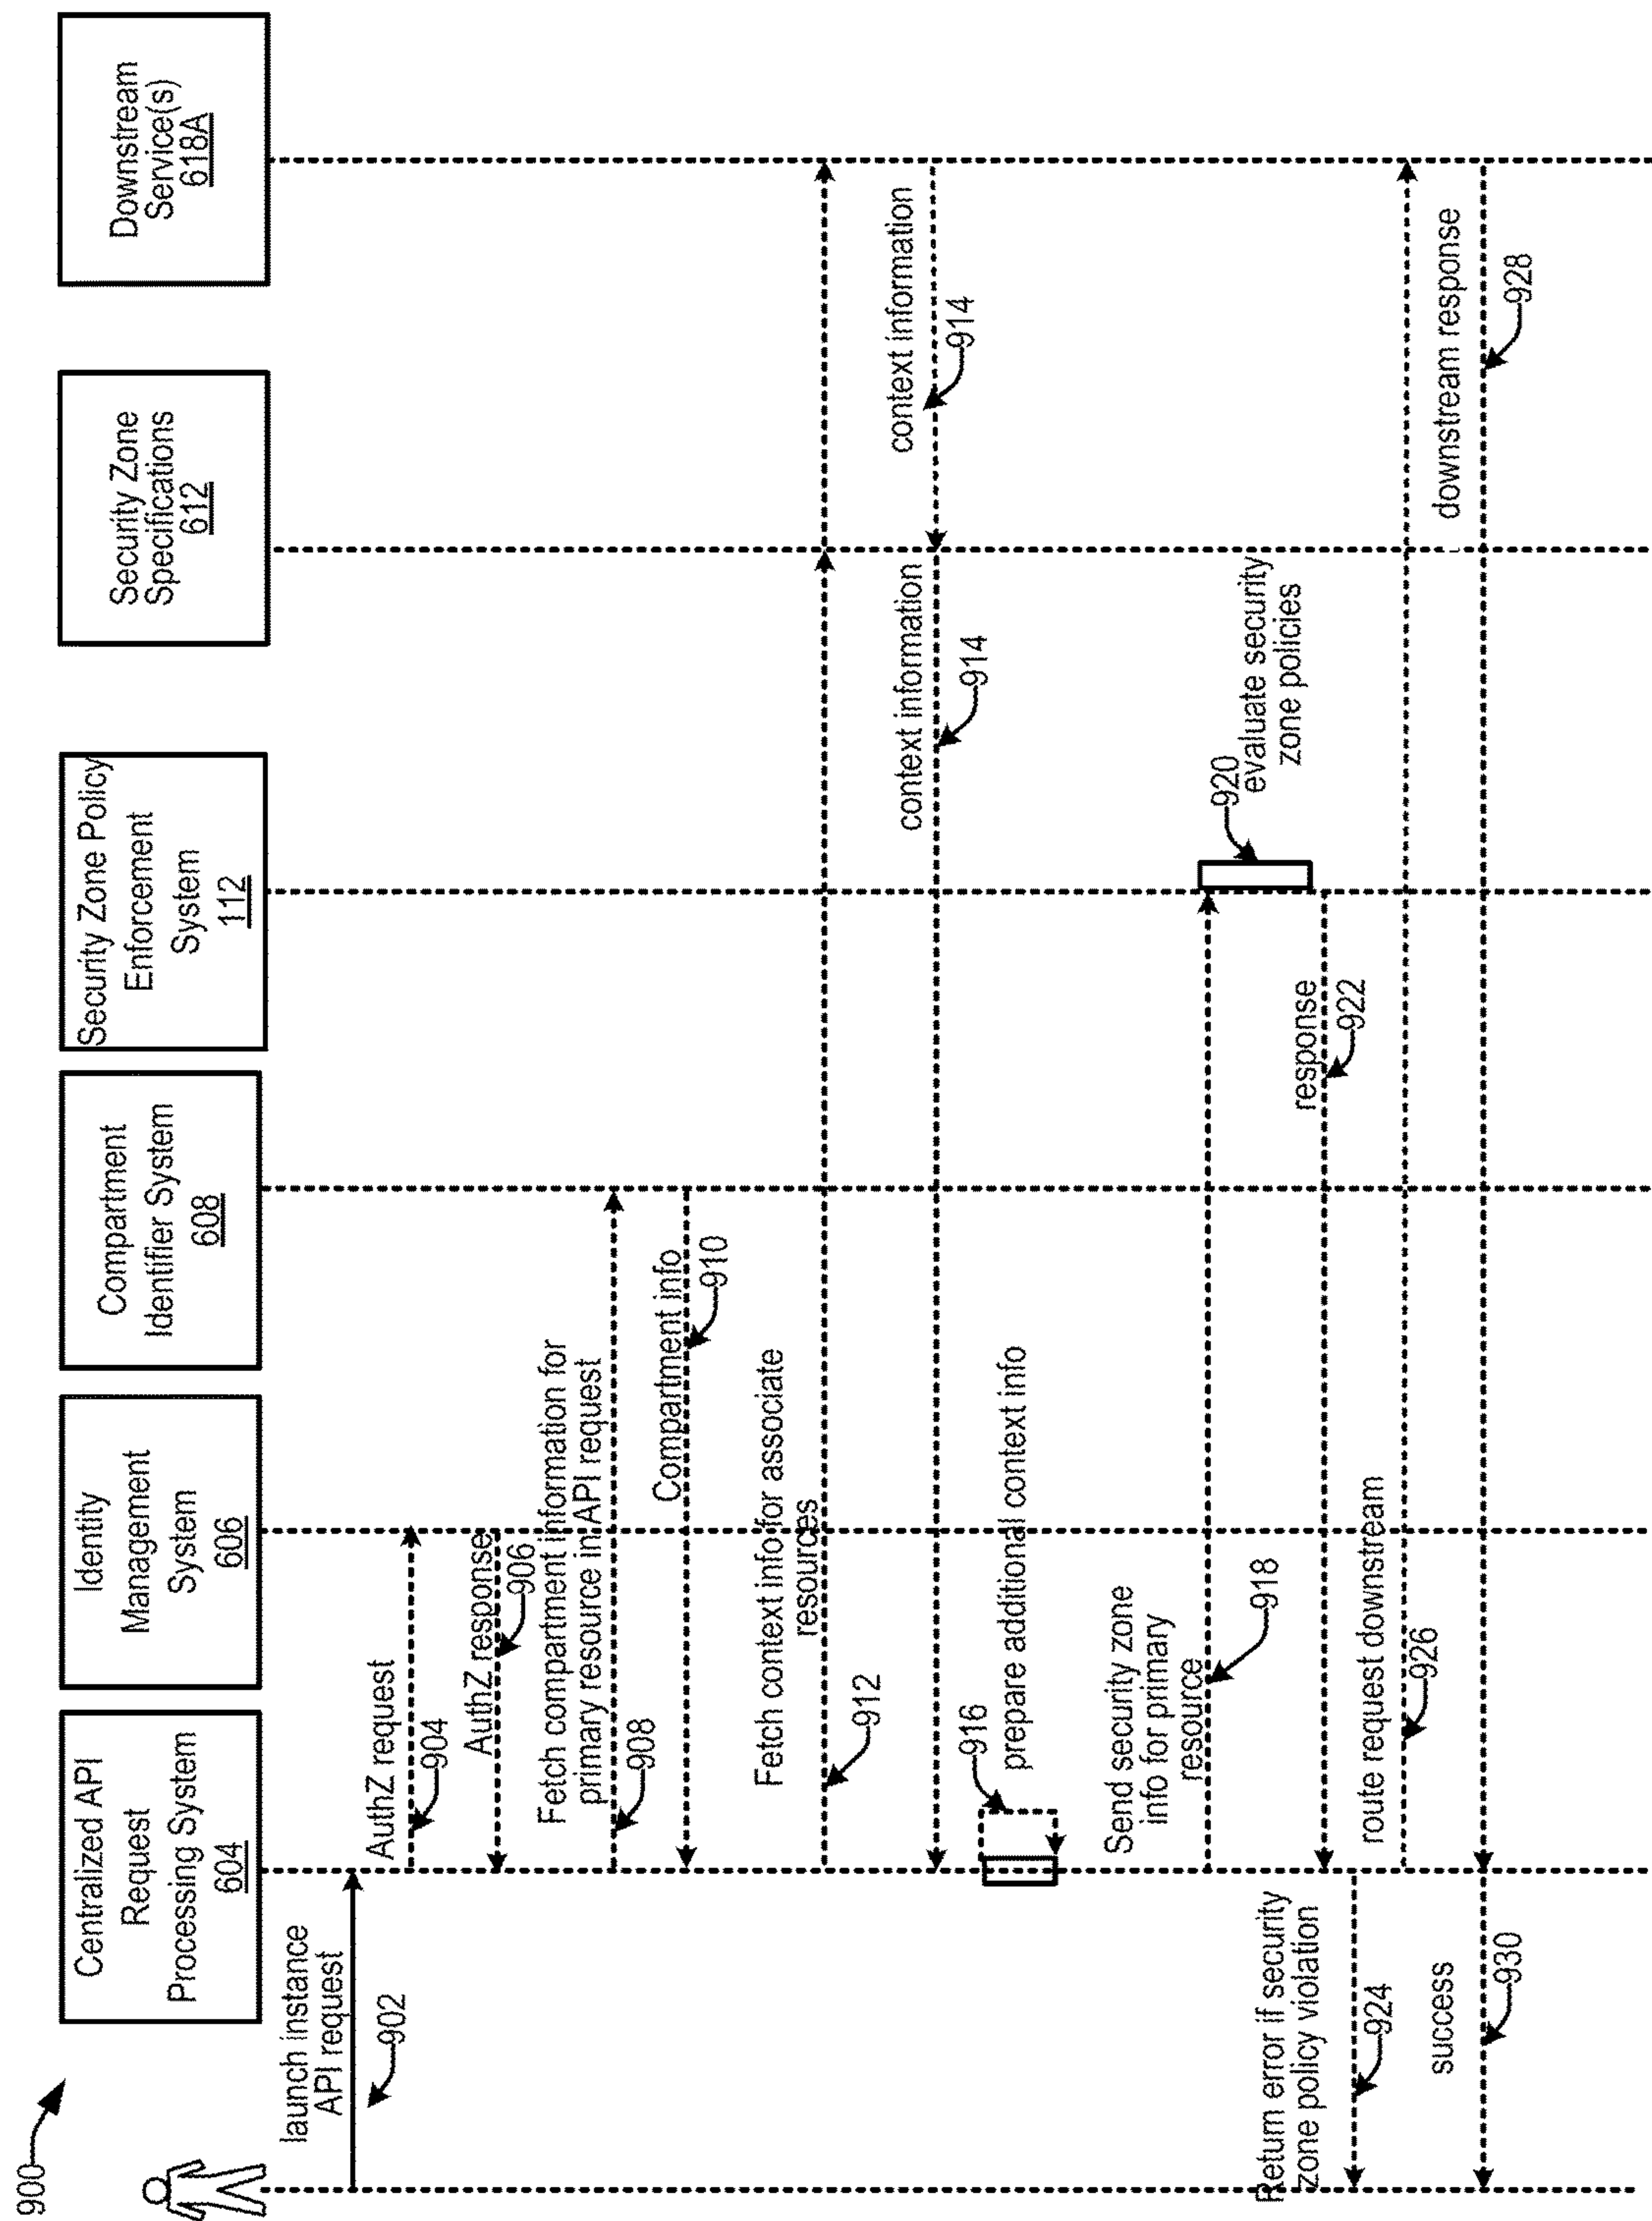 900
Centralized API
Request
Processing System
604
Identity
Management
System
606
Compartment
Identifier System
608
Security Zone Policy
Enforcement
System
112
Security Zone
Specifications
612
Downstream
Service(s)
618A
launch instance
API request
902
AuthZ request
904
AuthZ response
906
Fetch compartment information for
primary resource in API request
908
Compartment info
910
Fetch context info for associate
resources
912
context information
914
context information
914
916
prepare additional context info
Send security zone
info for primary
resource
918
920
evaluate security
zone policies
response
922
Return error if security
zone policy violation
924
route request downstream
926
downstream response
928
success
930